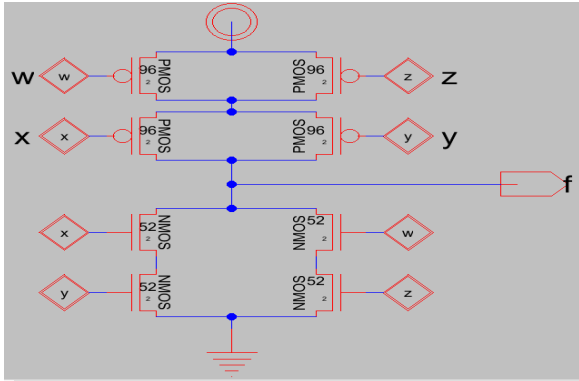 w w 96 2 PMOS PMOS 96 2 z z
x x 96 2 PMOS PMOS 96 2 y y
f
x 52 2 NMOS NMOS 52 2 w
y 52 2 NMOS NMOS 52 2 z